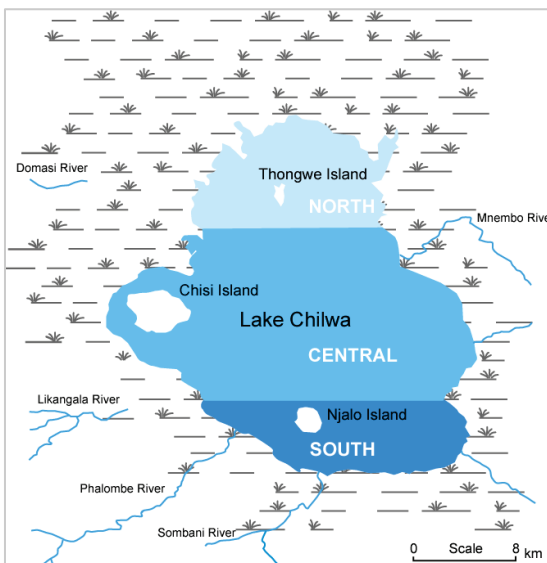 Domasi River
Thongwe Island
NORTH
Mnembo River
Chisi Island
Lake Chilwa
CENTRAL
Likangala River
Njalo Island
SOUTH
Phalombe River
Sombani River
0 Scale 8 km